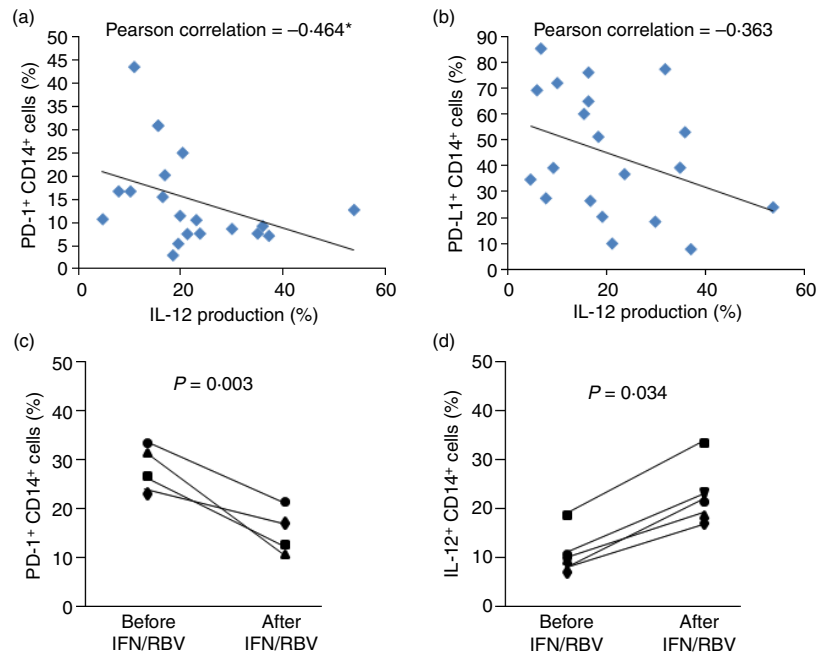 (a)
Pearson correlation = –0·464*
PD-1⁺ CD14⁺ cells (%)
50
45
40
35
30
25
20
15
10
5
0
0 20 40 60
IL-12 production (%)
(b)
Pearson correlation = –0·363
PD-L1⁺ CD14⁺ cells (%)
90
80
70
60
50
40
30
20
10
0
0 20 40 60
IL-12 production (%)
(c)
P = 0·003
PD-1⁺ CD14⁺ cells (%)
50
40
30
20
10
0
Before After
IFN/RBV IFN/RBV
(d)
P = 0·034
IL-12⁺ CD14⁺ cells (%)
50
40
30
20
10
0
Before After
IFN/RBV IFN/RBV